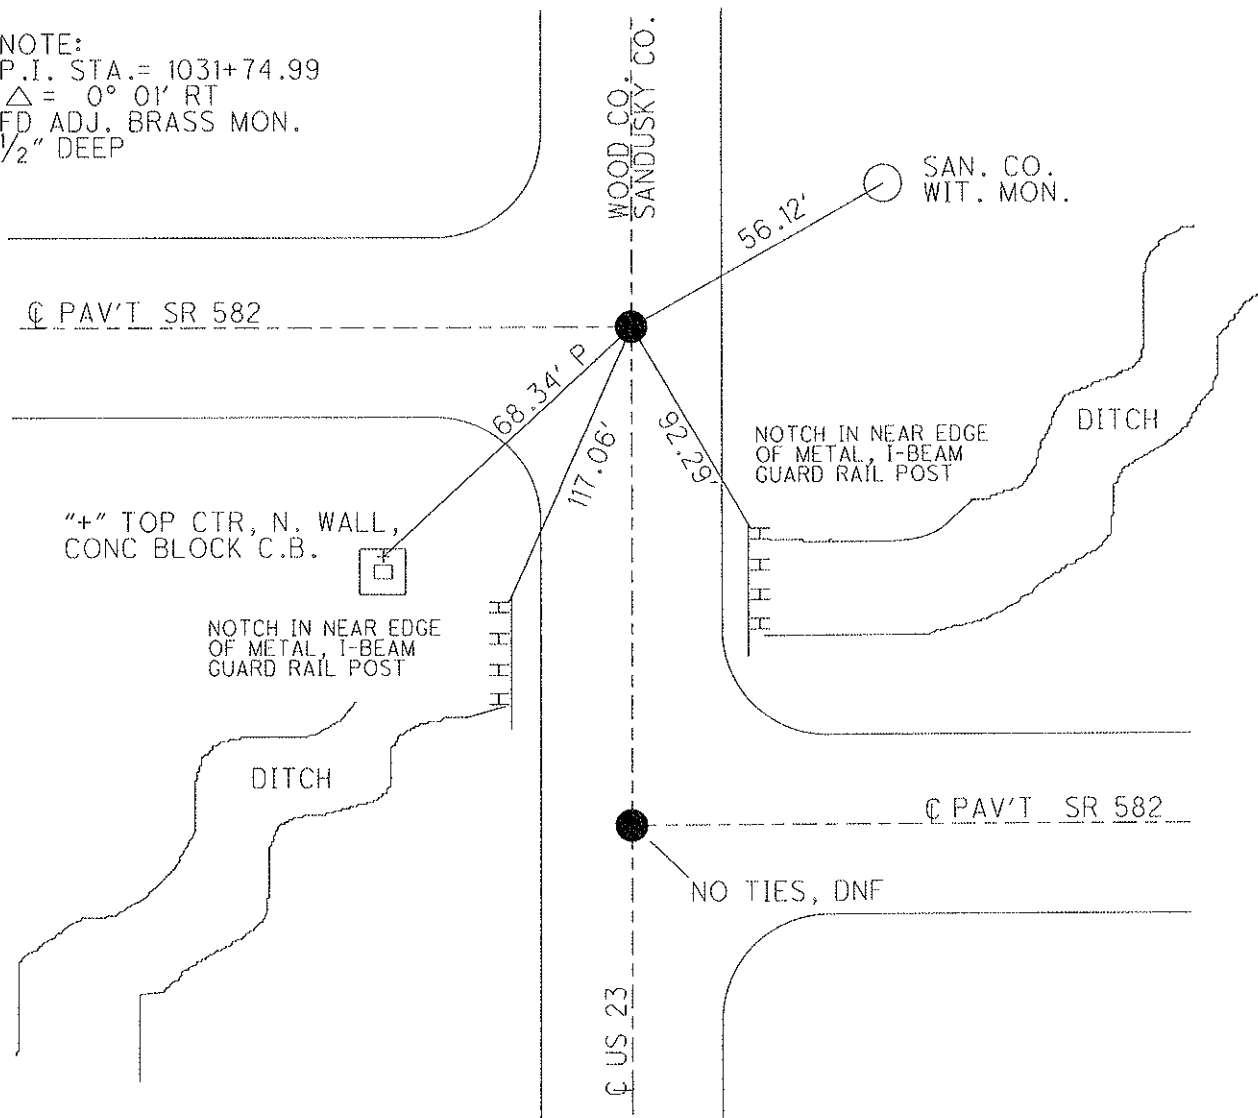 NOTE:
P.I. STA.= 1031+74.99
△ = 0° 01' RT
FD ADJ. BRASS MON.
1/2" DEEP
WOOD CO.
SANDUSKY CO.
SAN. CO.
WIT. MON.
56.12'
℄ PAV'T SR 582
68.34' P
117.06'
92.29'
NOTCH IN NEAR EDGE
OF METAL, I-BEAM
GUARD RAIL POST
DITCH
"+" TOP CTR, N. WALL,
CONC BLOCK C.B.
NOTCH IN NEAR EDGE
OF METAL, I-BEAM
GUARD RAIL POST
DITCH
℄ PAV'T SR 582
NO TIES, DNF
℄ US 23